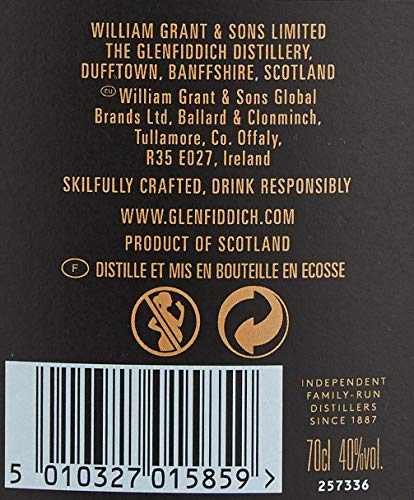 WILLIAM GRANT & SONS LIMITED
THE GLENFIDDICH DISTILLERY,
DUFFTOWN, BANFFSHIRE, SCOTLAND
EU William Grant & Sons Global
Brands Ltd, Ballard & Clonminch,
Tullamore, Co. Offaly,
R35 E027, Ireland
SKILFULLY CRAFTED, DRINK RESPONSIBLY
WWW.GLENFIDDICH.COM
PRODUCT OF SCOTLAND
F DISTILLE ET MIS EN BOUTEILLE EN ECOSSE
INDEPENDENT
FAMILY-RUN
DISTILLERS
SINCE 1887
70cl 40%vol.
257336
5 010327 015859 >